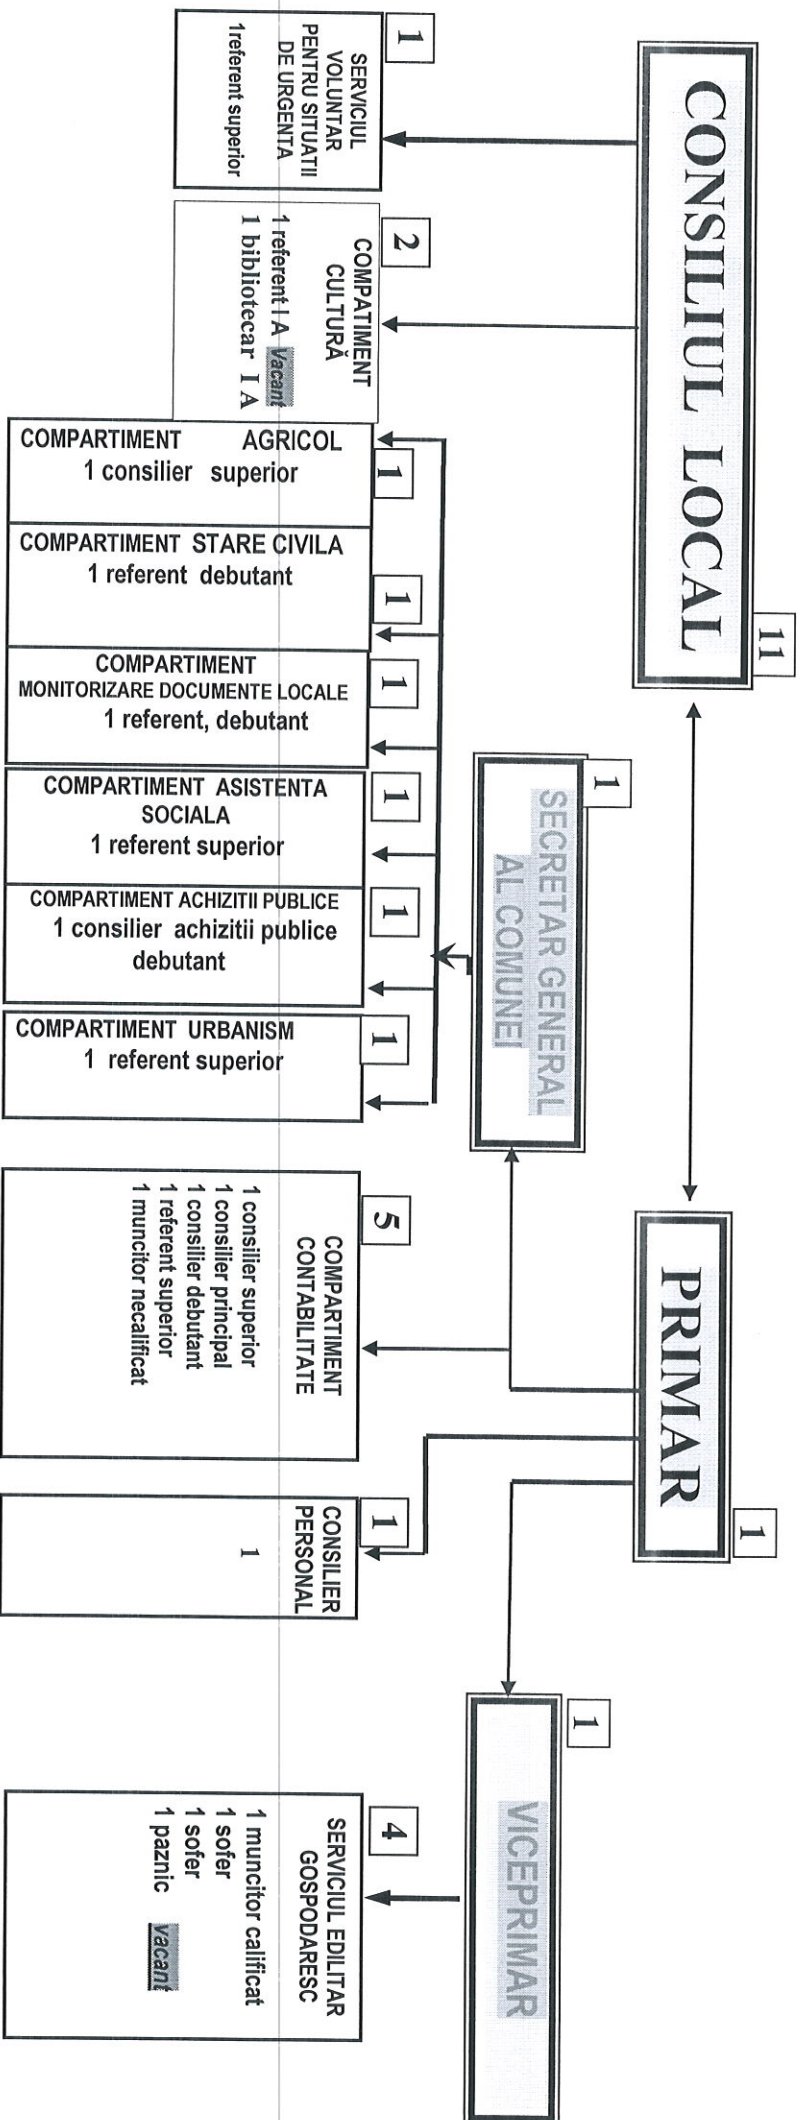 11
CONSILIUL LOCAL
1
PRIMAR
1
SECRETAR GENERAL
AL COMUNEI
1
VICEPRIMAR
1
SERVICIUL
VOLUNTAR
PENTRU SITUATII
DE URGENTA
1referent superior
2
COMPATIMENT
CULTURĂ
1 referent I A Vacant
1 bibliotecar I A
1
COMPARTIMENT AGRICOL
1 consilier superior
1
COMPARTIMENT STARE CIVILA
1 referent debutant
1
COMPARTIMENT
MONITORIZARE DOCUMENTE LOCALE
1 referent, debutant
1
COMPARTIMENT ASISTENTA
SOCIALA
1 referent superior
1
COMPARTIMENT ACHIZITII PUBLICE
1 consilier achizitii publice
debutant
1
COMPARTIMENT URBANISM
1 referent superior
5
COMPARTIMENT
CONTABILITATE
1 consilier superior
1 consilier principal
1 consilier debutant
1 referent superior
1 muncitor necalificat
1
CONSILIER
PERSONAL
1
4
SERVICIUL EDILITAR
GOSPODARESC
1 muncitor calificat
1 sofer
1 sofer
1 paznic vacant